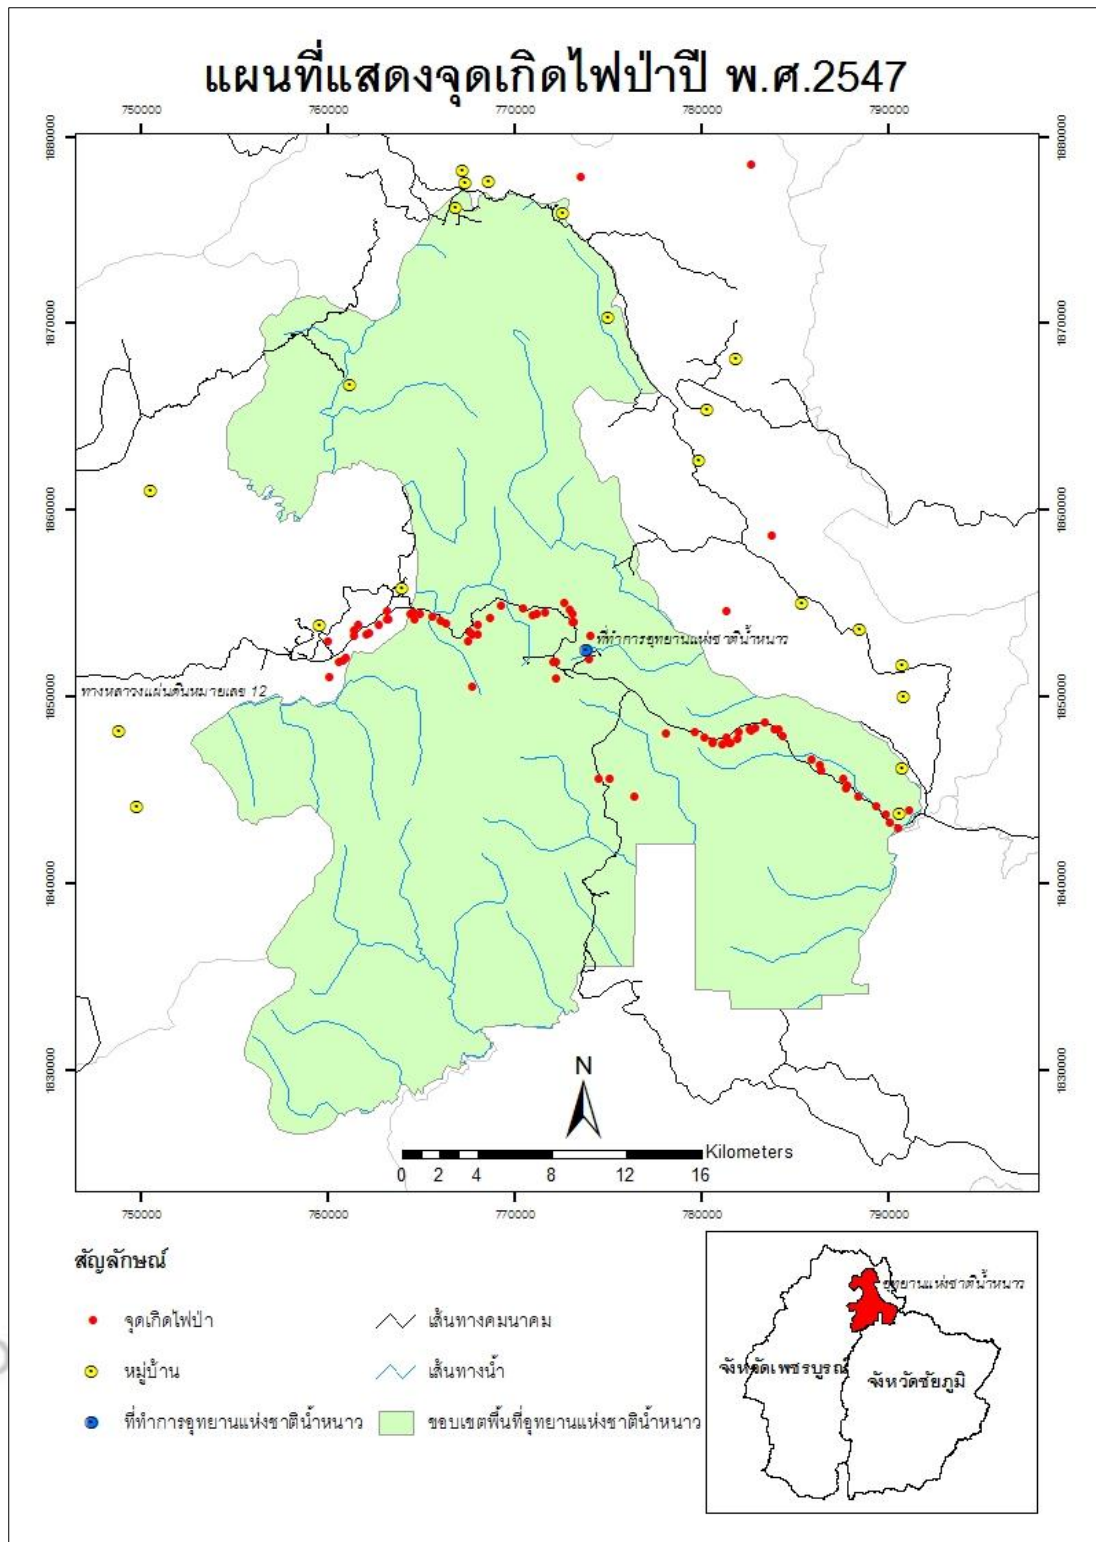 แผนที่แสดงจุดเกิดไฟป่าปี พ.ศ.2547
750000 760000 770000 780000 790000
1880000 1880000
1870000 1870000
1860000 1860000
ที่ทำการอุทยานแห่งชาติน้ำหนาว
ทางหลวงแผ่นดินหมายเลข 12
1850000 1850000
1840000 1840000
1830000 1830000
N
Kilometers
0 2 4 8 12 16
750000 760000 770000 780000 790000
สัญลักษณ์
จุดเกิดไฟป่า
เส้นทางคมนาคม
หมู่บ้าน
เส้นทางน้ำ
ที่ทำการอุทยานแห่งชาติน้ำหนาว
ขอบเขตพื้นที่อุทยานแห่งชาติน้ำหนาว
อุทยานแห่งชาติน้ำหนาว
จังหวัดเพชรบูรณ์
จังหวัดชัยภูมิ